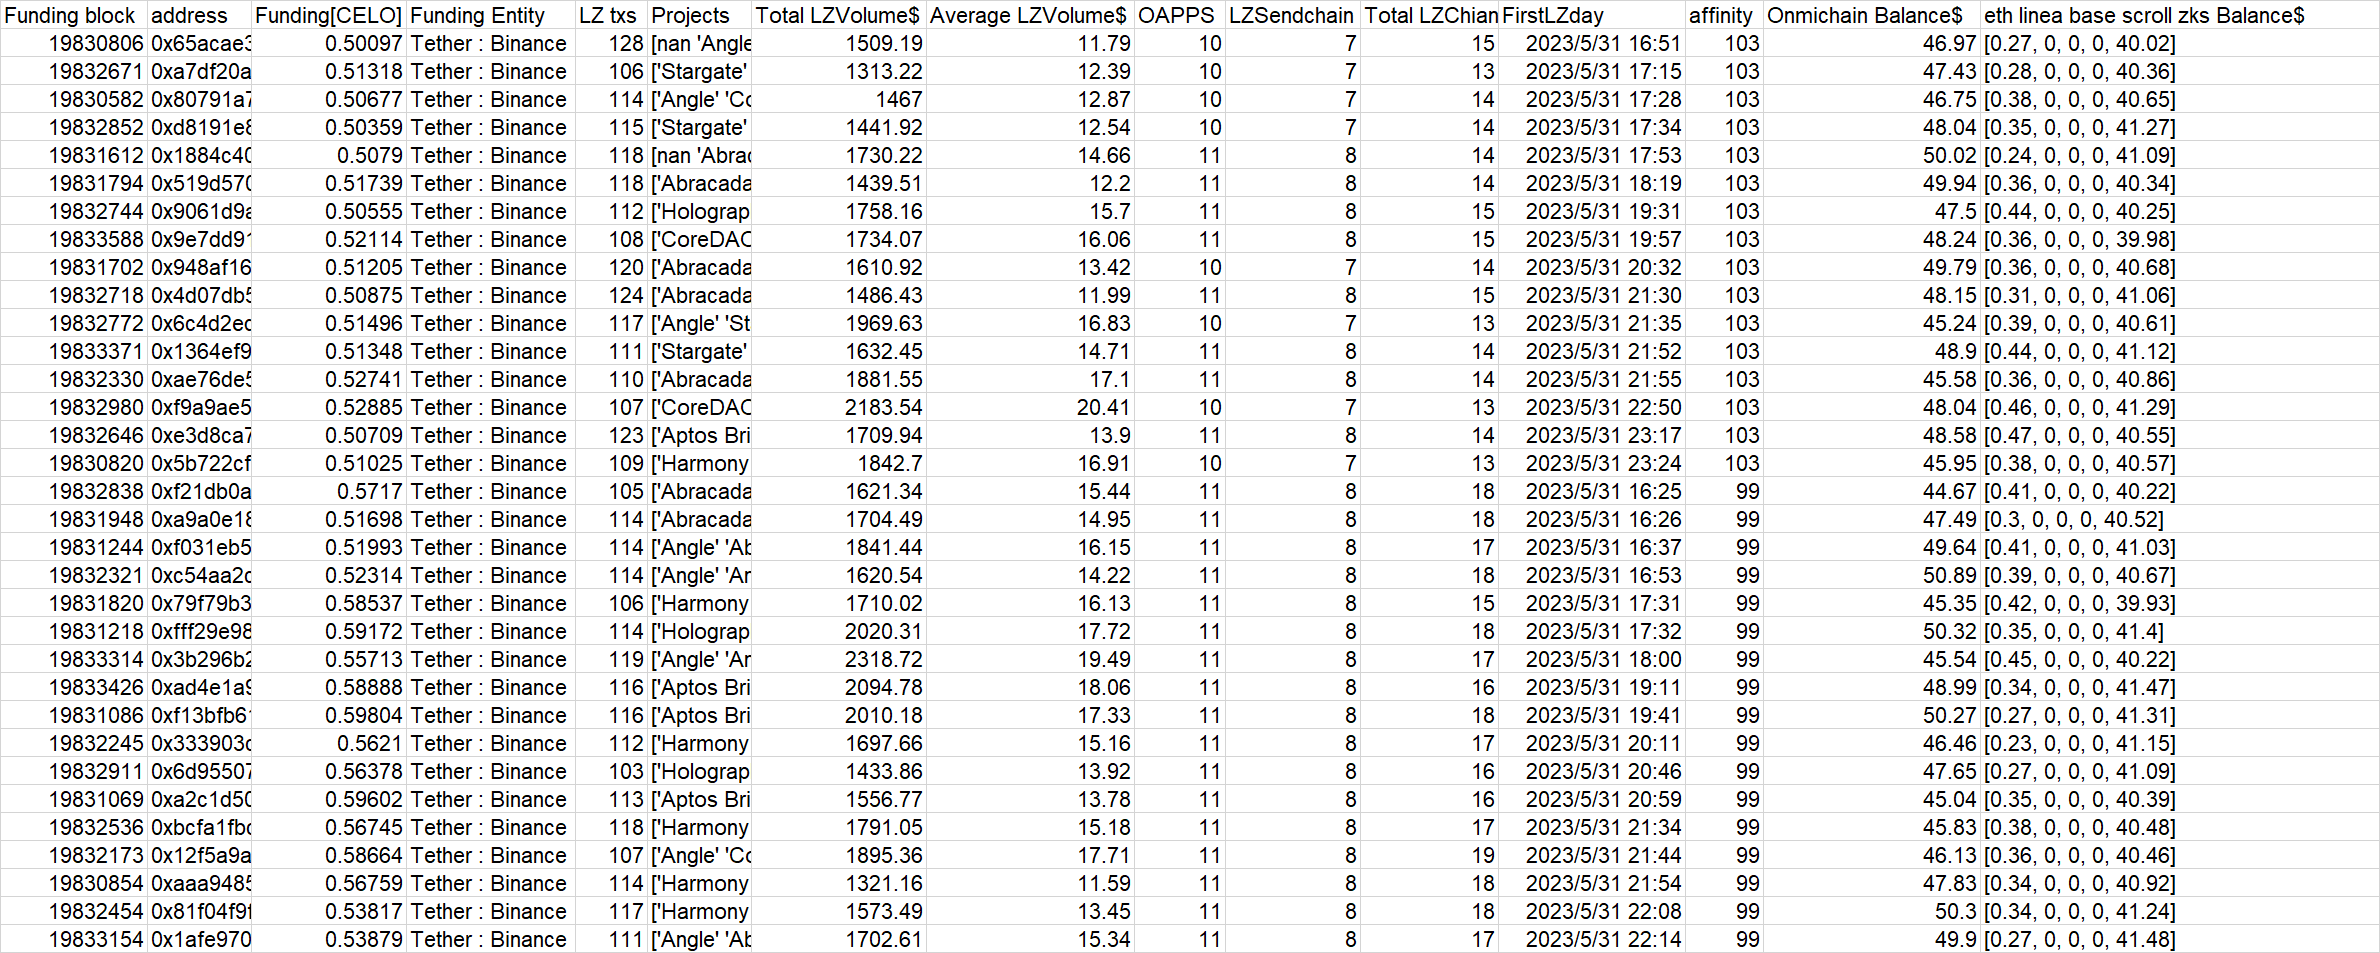 Funding block address Funding[CELO] Funding Entity LZ txs Projects Total LZVolume$ Average LZVolume$ OAPPS LZSendchain Total LZChian FirstLZday affinity Onmichain Balance$ eth linea base scroll zks Balance$
19830806 0x65acae3 0.50097 Tether : Binance 128 [nan 'Angle 1509.19 11.79 10 7 15 2023/5/31 16:51 103 46.97 [0.27, 0, 0, 0, 40.02]
19832671 0xa7df20a 0.51318 Tether : Binance 106 ['Stargate' 1313.22 12.39 10 7 13 2023/5/31 17:15 103 47.43 [0.28, 0, 0, 0, 40.36]
19830582 0x80791a7 0.50677 Tether : Binance 114 ['Angle' 'Co 1467 12.87 10 7 14 2023/5/31 17:28 103 46.75 [0.38, 0, 0, 0, 40.65]
19832852 0xd8191e8 0.50359 Tether : Binance 115 ['Stargate' 1441.92 12.54 10 7 14 2023/5/31 17:34 103 48.04 [0.35, 0, 0, 0, 41.27]
19831612 0x1884c40 0.5079 Tether : Binance 118 [nan 'Abrac 1730.22 14.66 11 8 14 2023/5/31 17:53 103 50.02 [0.24, 0, 0, 0, 41.09]
19831794 0x519d570 0.51739 Tether : Binance 118 ['Abracada 1439.51 12.2 11 8 14 2023/5/31 18:19 103 49.94 [0.36, 0, 0, 0, 40.34]
19832744 0x9061d9a 0.50555 Tether : Binance 112 ['Holograp 1758.16 15.7 11 8 15 2023/5/31 19:31 103 47.5 [0.44, 0, 0, 0, 40.25]
19833588 0x9e7dd91 0.52114 Tether : Binance 108 ['CoreDAO 1734.07 16.06 11 8 15 2023/5/31 19:57 103 48.24 [0.36, 0, 0, 0, 39.98]
19831702 0x948af16 0.51205 Tether : Binance 120 ['Abracada 1610.92 13.42 10 7 14 2023/5/31 20:32 103 49.79 [0.36, 0, 0, 0, 40.68]
19832718 0x4d07db5 0.50875 Tether : Binance 124 ['Abracada 1486.43 11.99 11 8 15 2023/5/31 21:30 103 48.15 [0.31, 0, 0, 0, 41.06]
19832772 0x6c4d2ec 0.51496 Tether : Binance 117 ['Angle' 'St 1969.63 16.83 10 7 13 2023/5/31 21:35 103 45.24 [0.39, 0, 0, 0, 40.61]
19833371 0x1364ef9 0.51348 Tether : Binance 111 ['Stargate' 1632.45 14.71 11 8 14 2023/5/31 21:52 103 48.9 [0.44, 0, 0, 0, 41.12]
19832330 0xae76de5 0.52741 Tether : Binance 110 ['Abracada 1881.55 17.1 11 8 14 2023/5/31 21:55 103 45.58 [0.36, 0, 0, 0, 40.86]
19832980 0xf9a9ae5 0.52885 Tether : Binance 107 ['CoreDAO 2183.54 20.41 10 7 13 2023/5/31 22:50 103 48.04 [0.46, 0, 0, 0, 41.29]
19832646 0xe3d8ca7 0.50709 Tether : Binance 123 ['Aptos Bri 1709.94 13.9 11 8 14 2023/5/31 23:17 103 48.58 [0.47, 0, 0, 0, 40.55]
19830820 0x5b722cf 0.51025 Tether : Binance 109 ['Harmony 1842.7 16.91 10 7 13 2023/5/31 23:24 103 45.95 [0.38, 0, 0, 0, 40.57]
19832838 0xf21db0a 0.5717 Tether : Binance 105 ['Abracada 1621.34 15.44 11 8 18 2023/5/31 16:25 99 44.67 [0.41, 0, 0, 0, 40.22]
19831948 0xa9a0e18 0.51698 Tether : Binance 114 ['Abracada 1704.49 14.95 11 8 18 2023/5/31 16:26 99 47.49 [0.3, 0, 0, 0, 40.52]
19831244 0xf031eb5 0.51993 Tether : Binance 114 ['Angle' 'Ab 1841.44 16.15 11 8 17 2023/5/31 16:37 99 49.64 [0.41, 0, 0, 0, 41.03]
19832321 0xc54aa2c 0.52314 Tether : Binance 114 ['Angle' 'Ar 1620.54 14.22 11 8 18 2023/5/31 16:53 99 50.89 [0.39, 0, 0, 0, 40.67]
19831820 0x79f79b3 0.58537 Tether : Binance 106 ['Harmony 1710.02 16.13 11 8 15 2023/5/31 17:31 99 45.35 [0.42, 0, 0, 0, 39.93]
19831218 0xfff29e98 0.59172 Tether : Binance 114 ['Holograp 2020.31 17.72 11 8 18 2023/5/31 17:32 99 50.32 [0.35, 0, 0, 0, 41.4]
19833314 0x3b296b2 0.55713 Tether : Binance 119 ['Angle' 'Ar 2318.72 19.49 11 8 17 2023/5/31 18:00 99 45.54 [0.45, 0, 0, 0, 40.22]
19833426 0xad4e1a9 0.58888 Tether : Binance 116 ['Aptos Bri 2094.78 18.06 11 8 16 2023/5/31 19:11 99 48.99 [0.34, 0, 0, 0, 41.47]
19831086 0xf13bfb61 0.59804 Tether : Binance 116 ['Aptos Bri 2010.18 17.33 11 8 18 2023/5/31 19:41 99 50.27 [0.27, 0, 0, 0, 41.31]
19832245 0x333903c 0.5621 Tether : Binance 112 ['Harmony 1697.66 15.16 11 8 17 2023/5/31 20:11 99 46.46 [0.23, 0, 0, 0, 41.15]
19832911 0x6d95507 0.56378 Tether : Binance 103 ['Holograp 1433.86 13.92 11 8 16 2023/5/31 20:46 99 47.65 [0.27, 0, 0, 0, 41.09]
19831069 0xa2c1d50 0.59602 Tether : Binance 113 ['Aptos Bri 1556.77 13.78 11 8 16 2023/5/31 20:59 99 45.04 [0.35, 0, 0, 0, 40.39]
19832536 0xbcfa1fbc 0.56745 Tether : Binance 118 ['Harmony 1791.05 15.18 11 8 17 2023/5/31 21:34 99 45.83 [0.38, 0, 0, 0, 40.48]
19832173 0x12f5a9a 0.58664 Tether : Binance 107 ['Angle' 'Co 1895.36 17.71 11 8 19 2023/5/31 21:44 99 46.13 [0.36, 0, 0, 0, 40.46]
19830854 0xaaa9485 0.56759 Tether : Binance 114 ['Harmony 1321.16 11.59 11 8 18 2023/5/31 21:54 99 47.83 [0.34, 0, 0, 0, 40.92]
19832454 0x81f04f9f 0.53817 Tether : Binance 117 ['Harmony 1573.49 13.45 11 8 18 2023/5/31 22:08 99 50.3 [0.34, 0, 0, 0, 41.24]
19833154 0x1afe970 0.53879 Tether : Binance 111 ['Angle' 'Ab 1702.61 15.34 11 8 17 2023/5/31 22:14 99 49.9 [0.27, 0, 0, 0, 41.48]